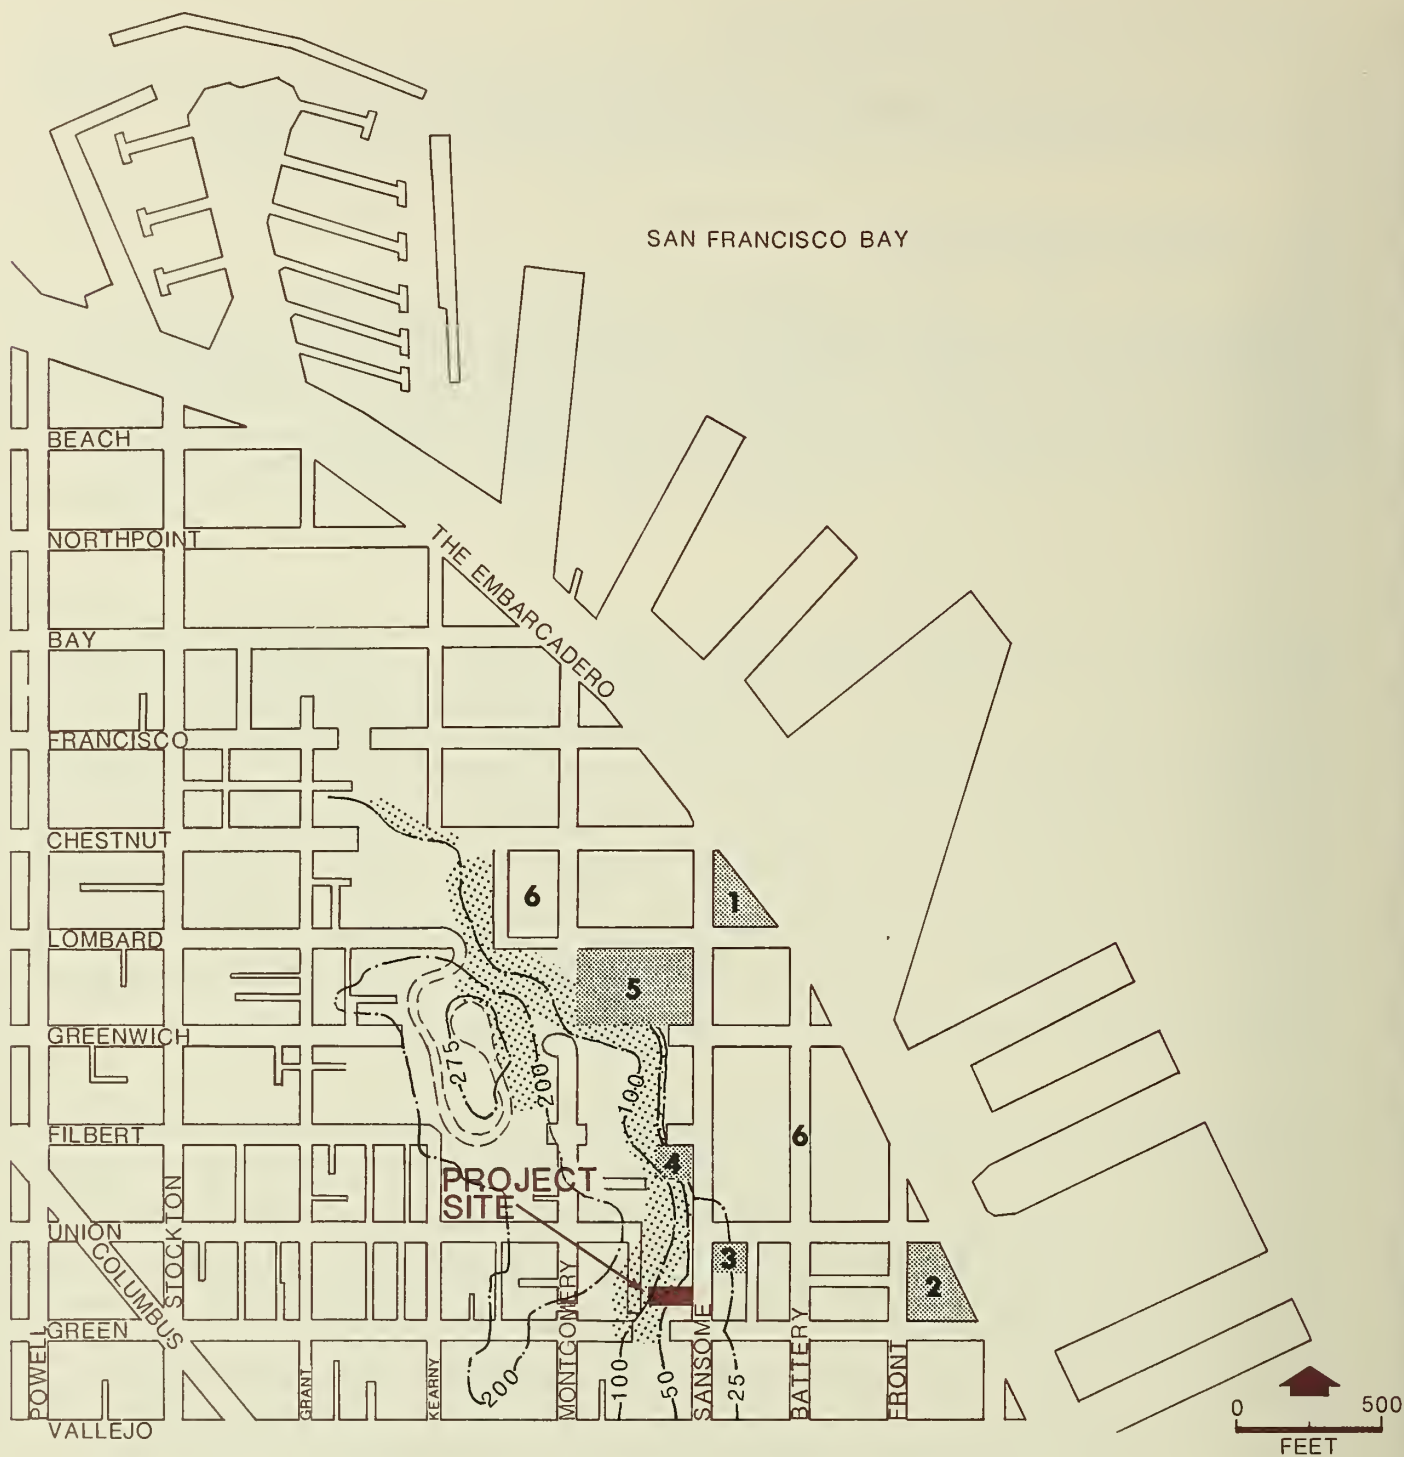 SAN FRANCISCO BAY
BEACH
NORTHPOINT
THE EMBARCADERO
BAY
FRANCISCO
CHESTNUT
6
1
LOMBARD
5
GREENWICH
275
200
100
FILBERT
6
4
PROJECT
SITE
STOCKTON
UNION
COLUMBUS
3
2
GREEN
POWELL
GRANT
KEARNY
200
MONTGOMERY
100
50
SANSOME
25
BATTERY
FRONT
VALLEJO
0 500
FEET